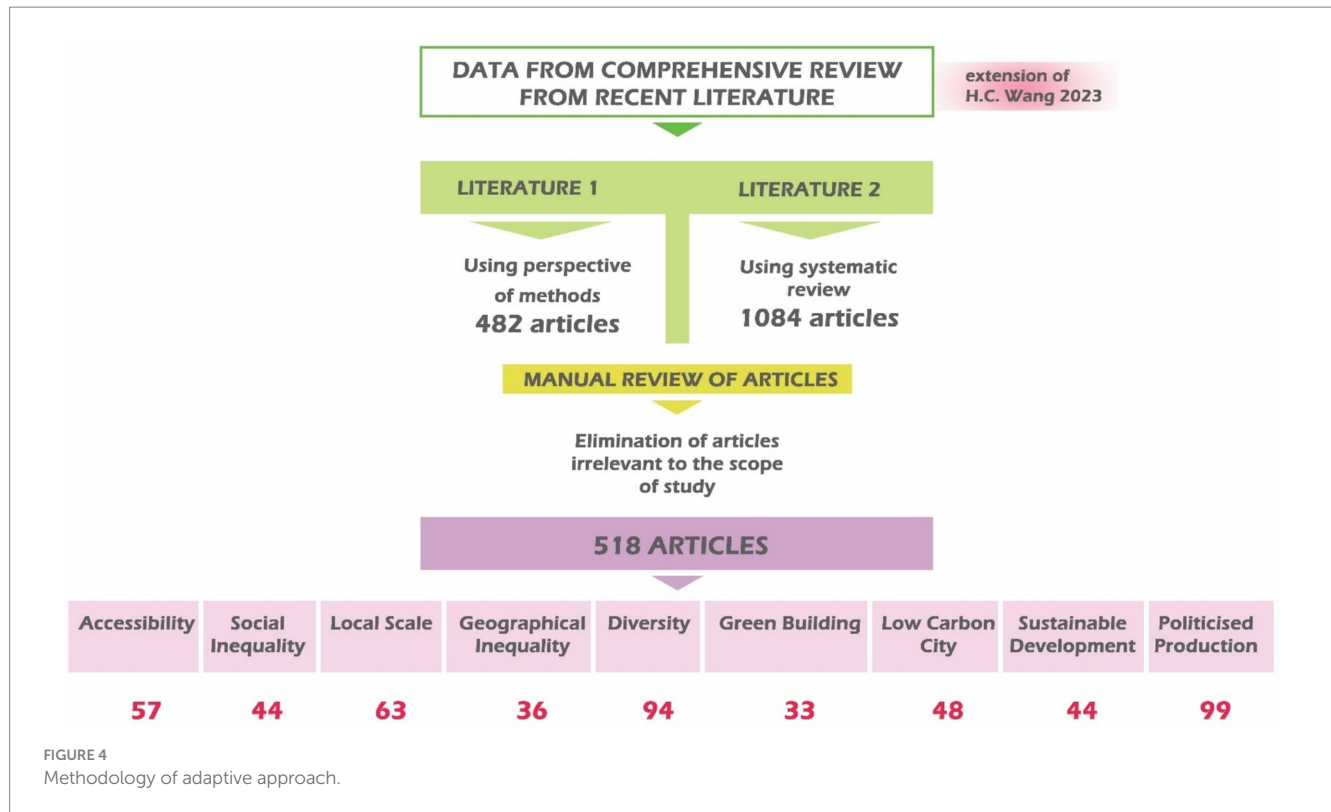 DATA FROM COMPREHENSIVE REVIEW
FROM RECENT LITERATURE
extension of
H.C. Wang 2023
LITERATURE 1
LITERATURE 2
Using perspective
of methods
482 articles
Using systematic
review
1084 articles
MANUAL REVIEW OF ARTICLES
Elimination of articles
irrelevant to the scope
of study
518 ARTICLES
Accessibility
Social
Inequality
Local Scale
Geographical
Inequality
Diversity
Green Building
Low Carbon
City
Sustainable
Development
Politicised
Production
57
44
63
36
94
33
48
44
99
FIGURE 4
Methodology of adaptive approach.